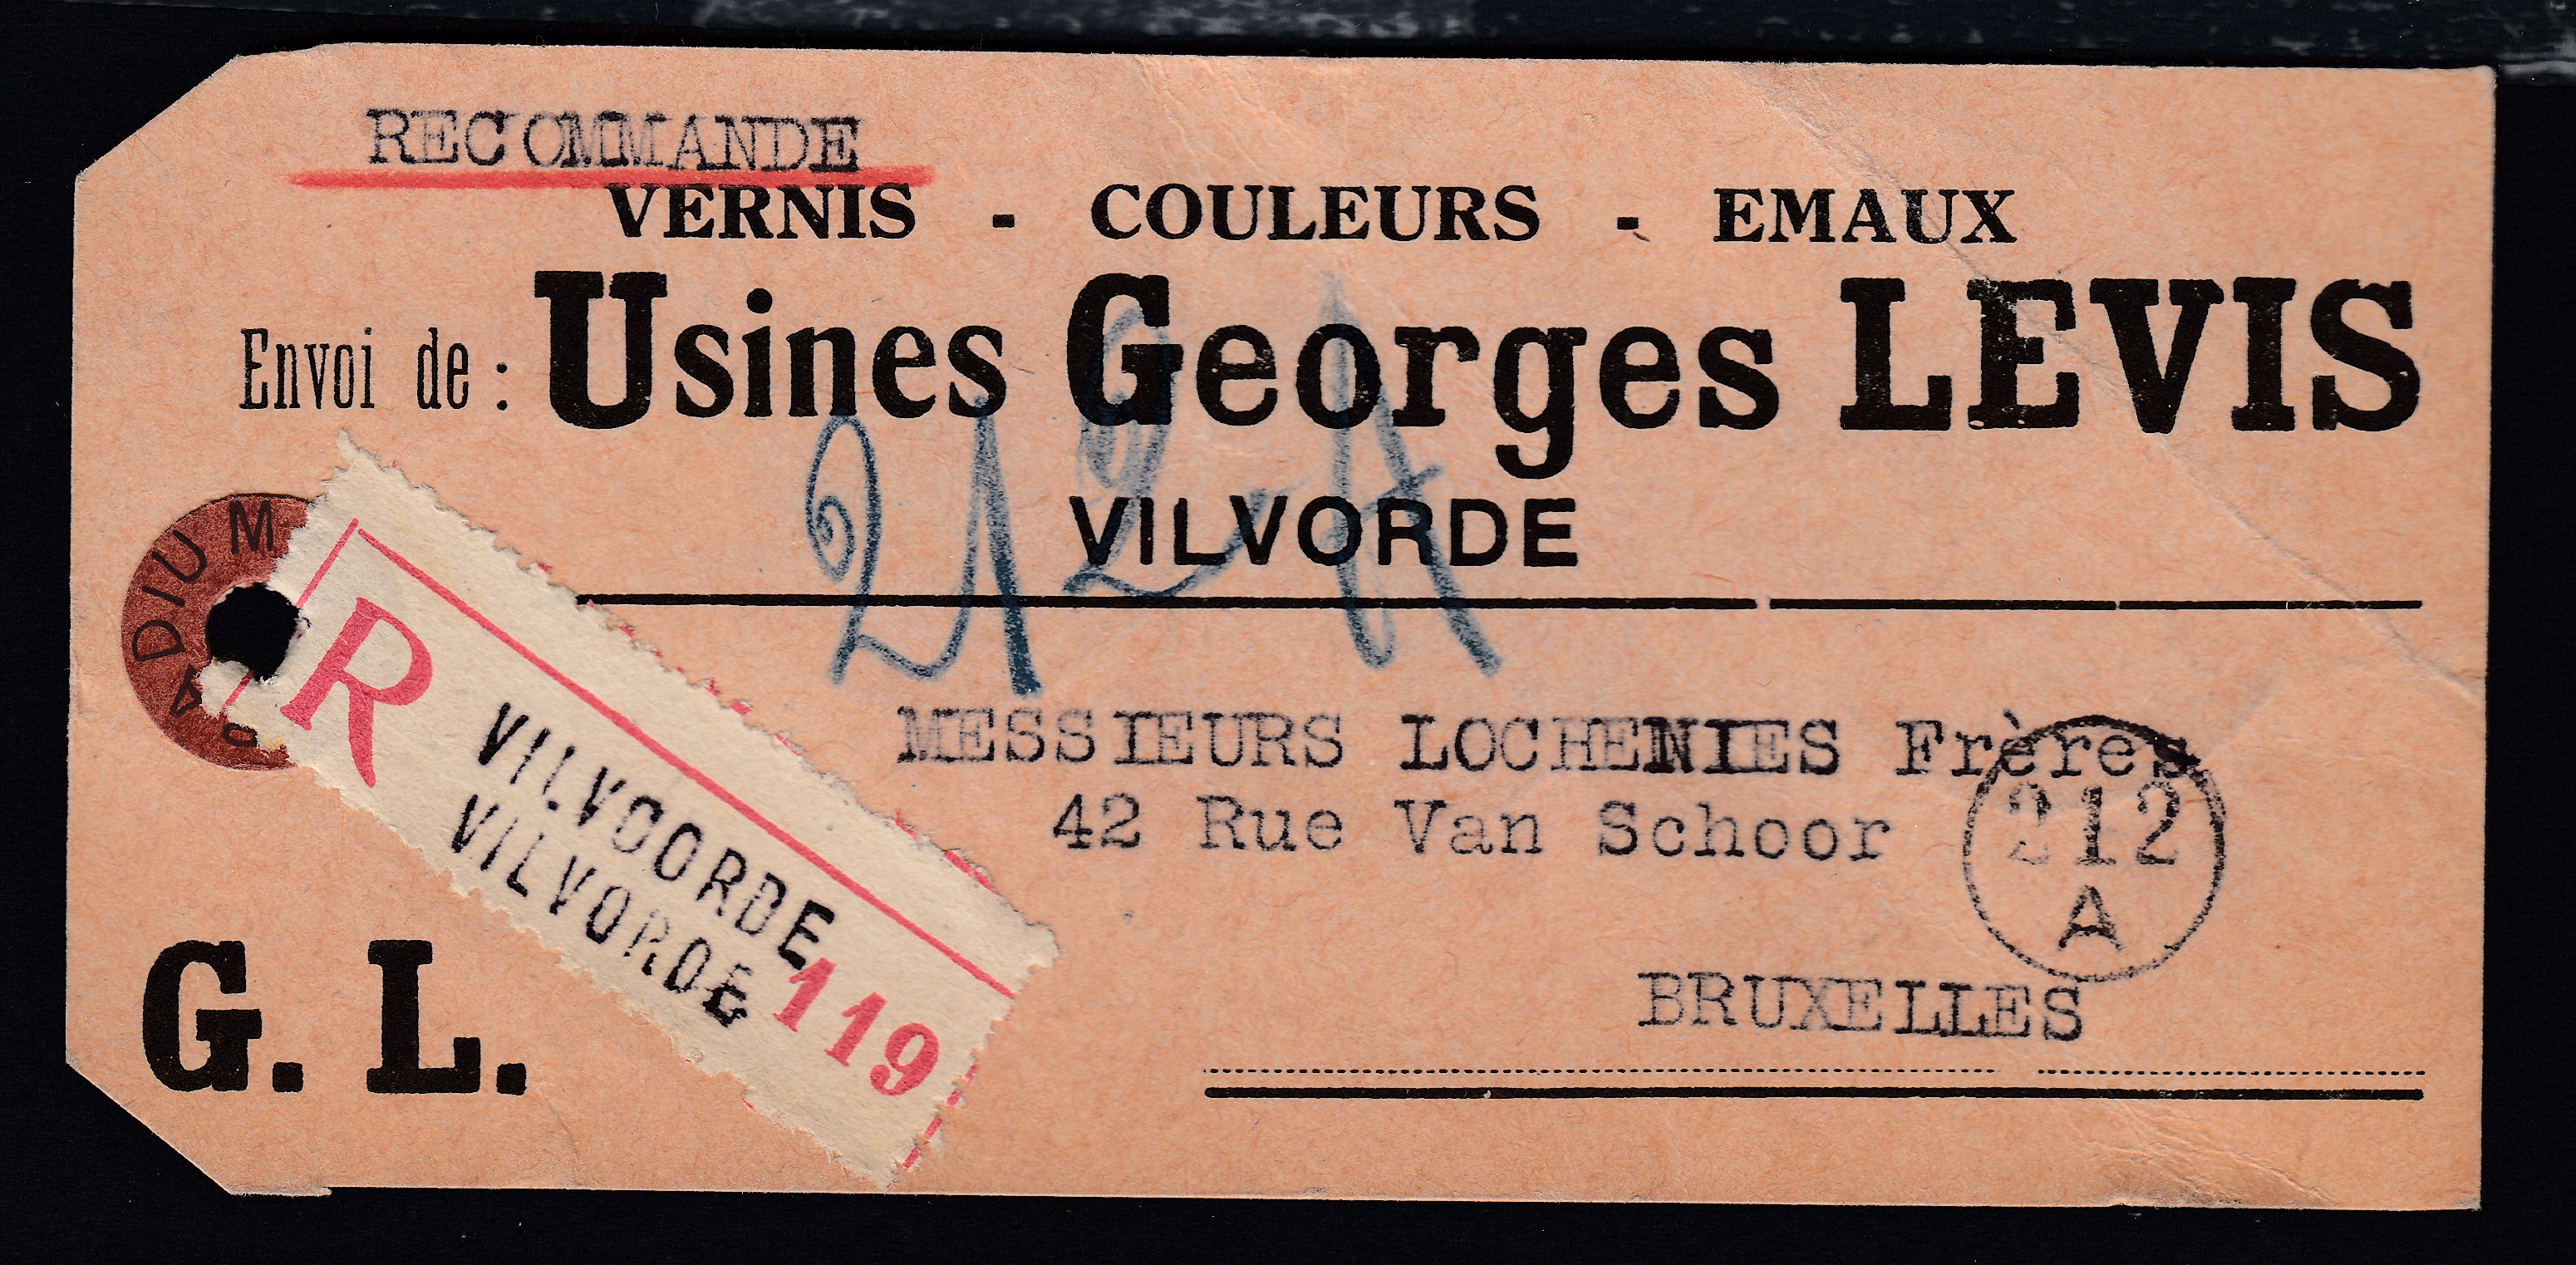 RECOMMANDE
VERNIS - COULEURS - EMAUX
Envoi de : Usines Georges LEVIS
VILVORDE
R
VILVOORDE
VILVORDE
119
MESSIEURS LOCHENIES Frères
42 Rue Van Schoor
212
A
BRUXELLES
G. L.